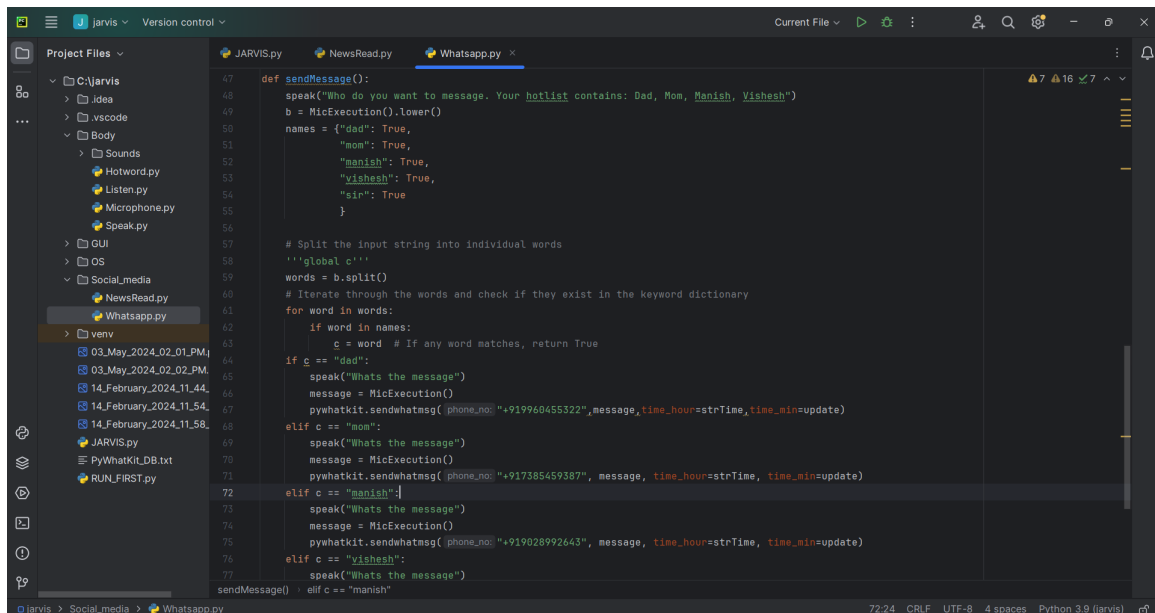 PC J jarvis Version control Current File
Project Files
JARVIS.py NewsRead.py Whatsapp.py
C:\jarvis
.idea
.vscode
Body
Sounds
Hotword.py
Listen.py
Microphone.py
Speak.py
GUI
OS
Social_media
NewsRead.py
Whatsapp.py
venv
03_May_2024_02_01_PM.
03_May_2024_02_02_PM.
14_February_2024_11_44_
14_February_2024_11_54_
14_February_2024_11_58_
JARVIS.py
PyWhatKit_DB.txt
RUN_FIRST.py
7 16 7
47 def sendMessage():
48 speak("Who do you want to message. Your hotlist contains: Dad, Mom, Manish, Vishesh")
49 b = MicExecution().lower()
50 names = {"dad": True,
51 "mom": True,
52 "manish": True,
53 "vishesh": True,
54 "sir": True
55 }
56
57 # Split the input string into individual words
58 '''global c'''
59 words = b.split()
60 # Iterate through the words and check if they exist in the keyword dictionary
61 for word in words:
62 if word in names:
63 c = word # If any word matches, return True
64 if c == "dad":
65 speak("Whats the message")
66 message = MicExecution()
67 pywhatkit.sendwhatmsg( phone_no: "+919960455322",message,time_hour=strTime,time_min=update)
68 elif c == "mom":
69 speak("Whats the message")
70 message = MicExecution()
71 pywhatkit.sendwhatmsg( phone_no: "+917385459387", message, time_hour=strTime, time_min=update)
72 elif c == "manish":
73 speak("Whats the message")
74 message = MicExecution()
75 pywhatkit.sendwhatmsg( phone_no: "+919028992643", message, time_hour=strTime, time_min=update)
76 elif c == "vishesh":
77 speak("Whats the message")
sendMessage() › elif c == "manish"
jarvis > Social_media > Whatsapp.py 72:24 CRLF UTF-8 4 spaces Python 3.9 (jarvis)